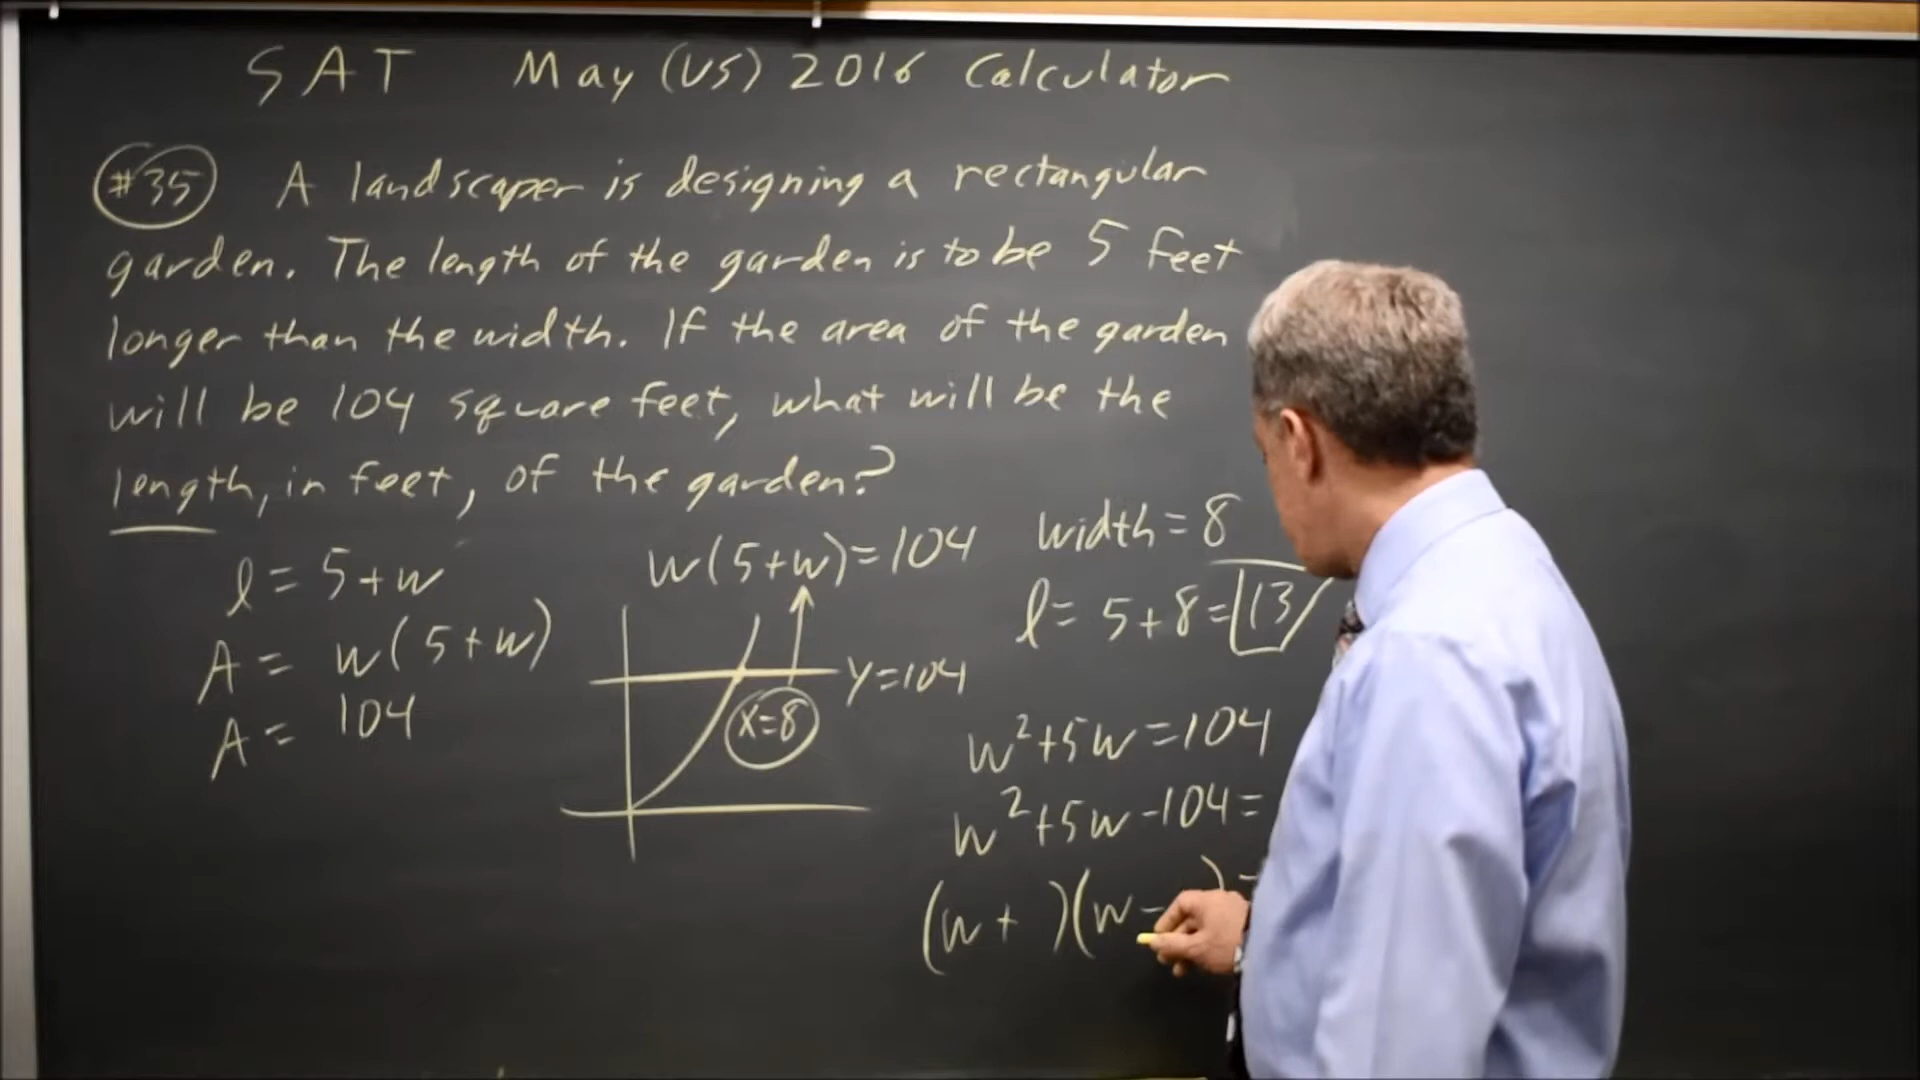 SAT May (US) 2016 Calculator
#35 A landscaper is designing a rectangular
garden. The length of the garden is to be 5 feet
longer than the width. If the area of the garden
will be 104 square feet, what will be the
length, in feet, of the garden?
l = 5+w
A = w(5+w)
A = 104
w(5+w)=104
y=104
x=8
width=8
l= 5+8=13
w²+5w=104
w²+5w-104=
(w+ )(w- )=